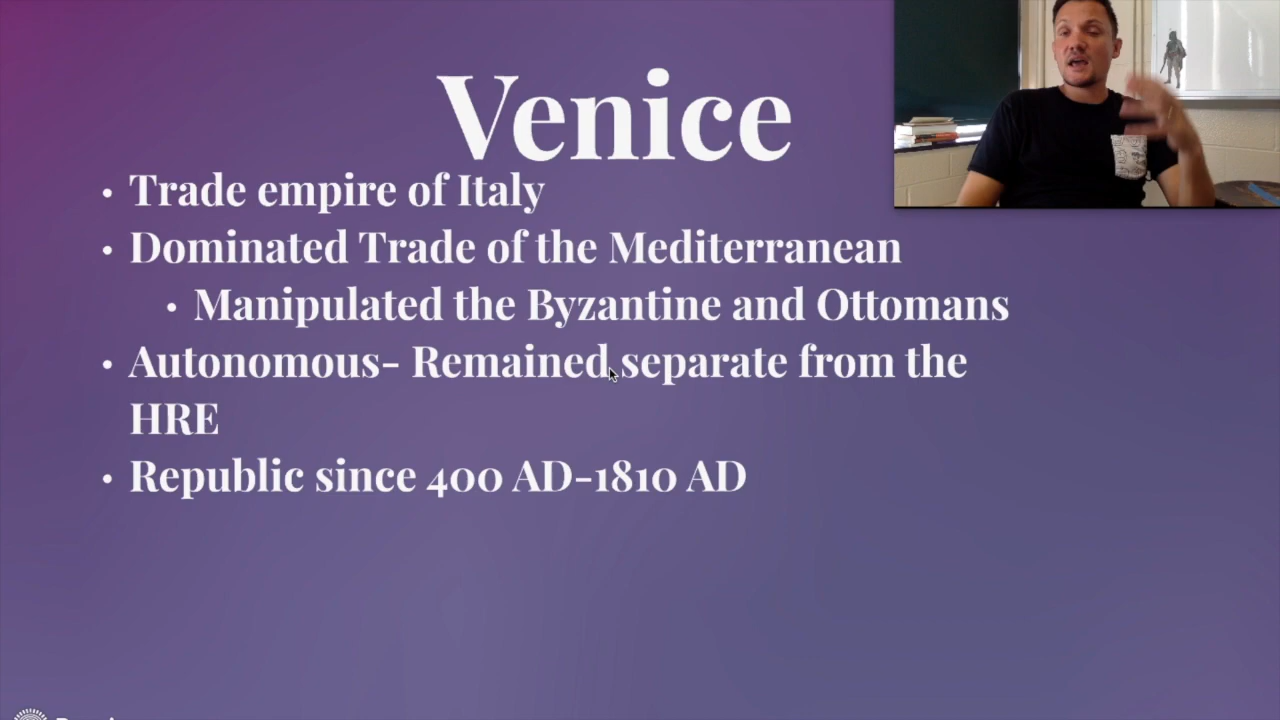 Venice
• Trade empire of Italy
• Dominated Trade of the Mediterranean
• Manipulated the Byzantine and Ottomans
• Autonomous- Remained separate from the
HRE
• Republic since 400 AD-1810 AD